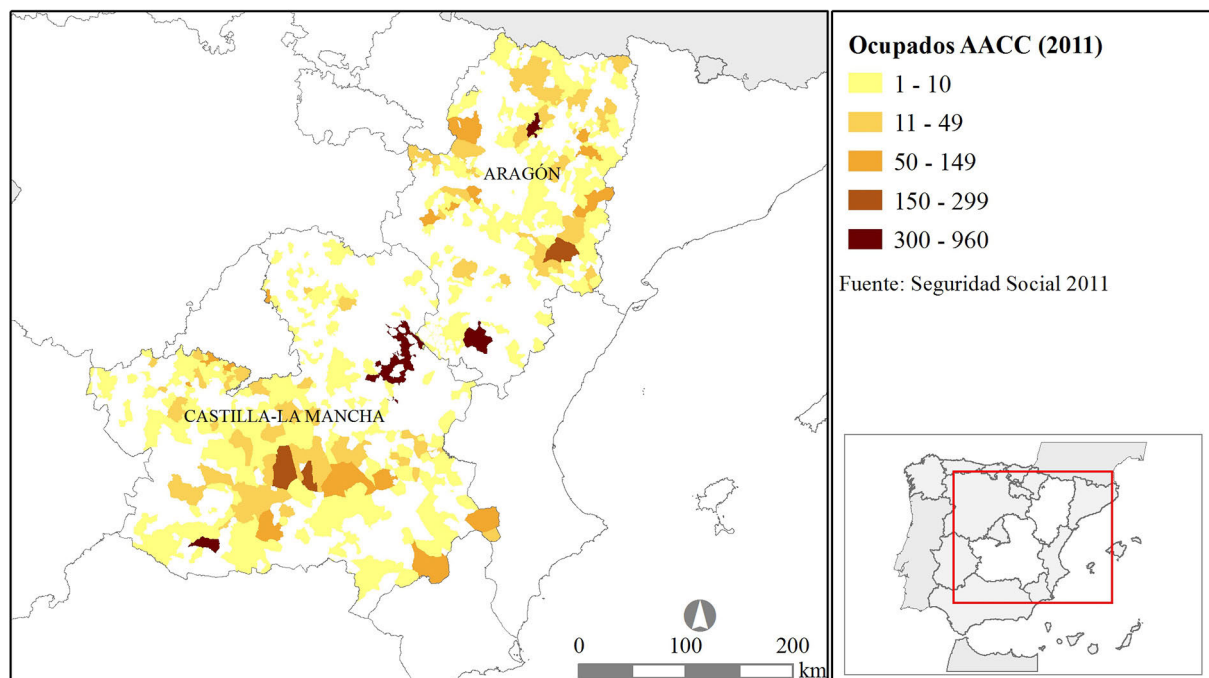 ARAGÓN
CASTILLA-LA MANCHA
0 100 200
km
Ocupados AACC (2011)
1 - 10
11 - 49
50 - 149
150 - 299
300 - 960
Fuente: Seguridad Social 2011